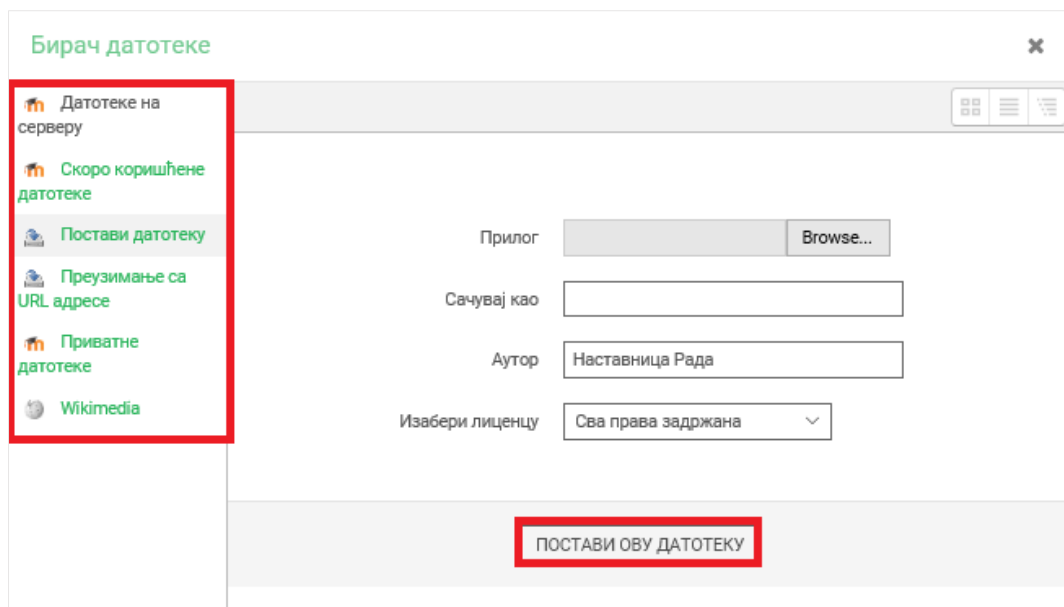 Бирач датотеке
Датотеке на
серверу
Скоро коришћене
датотеке
Постави датотеку
Преузимање са
URL адресе
Приватне
датотеке
Wikimedia
Прилог
Browse...
Сачувај као
Аутор
Наставница Рада
Изабери лиценцу
Сва права задржана
ПОСТАВИ ОВУ ДАТОТЕКУ